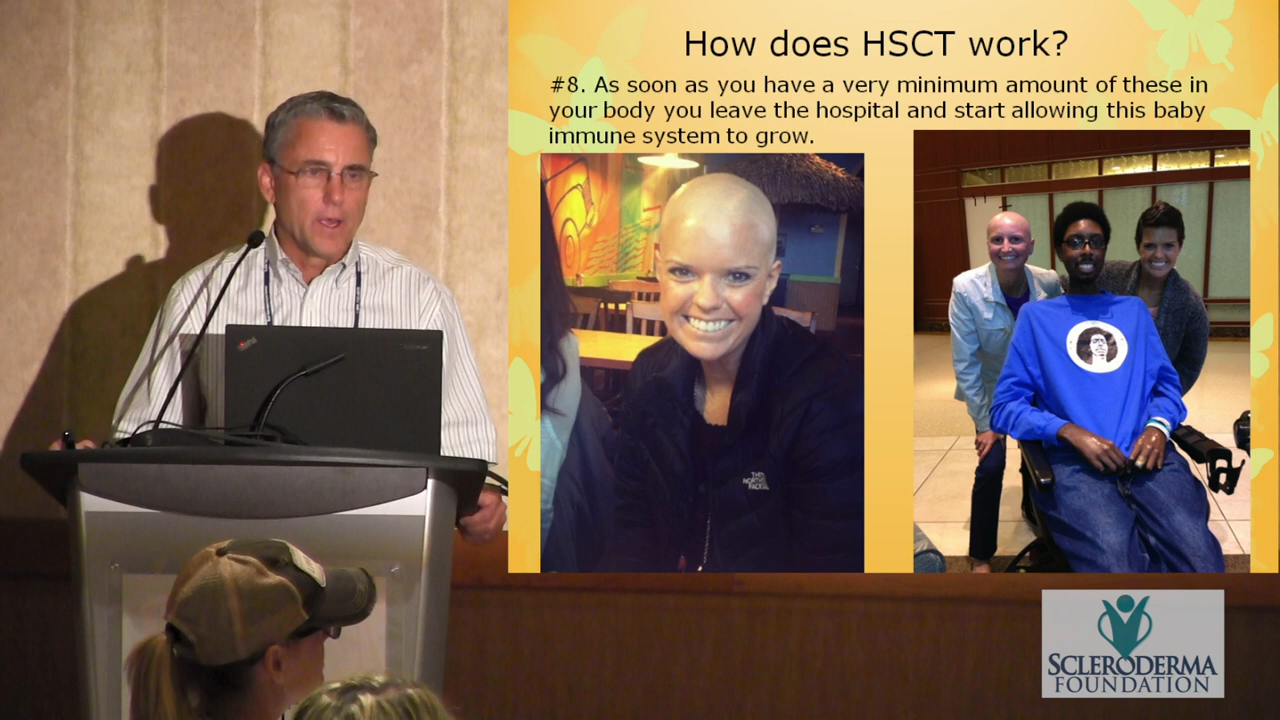 How does HSCT work?
#8. As soon as you have a very minimum amount of these in
your body you leave the hospital and start allowing this baby
immune system to grow.
THE
NORTH
FACE
SCLERODERMA
FOUNDATION